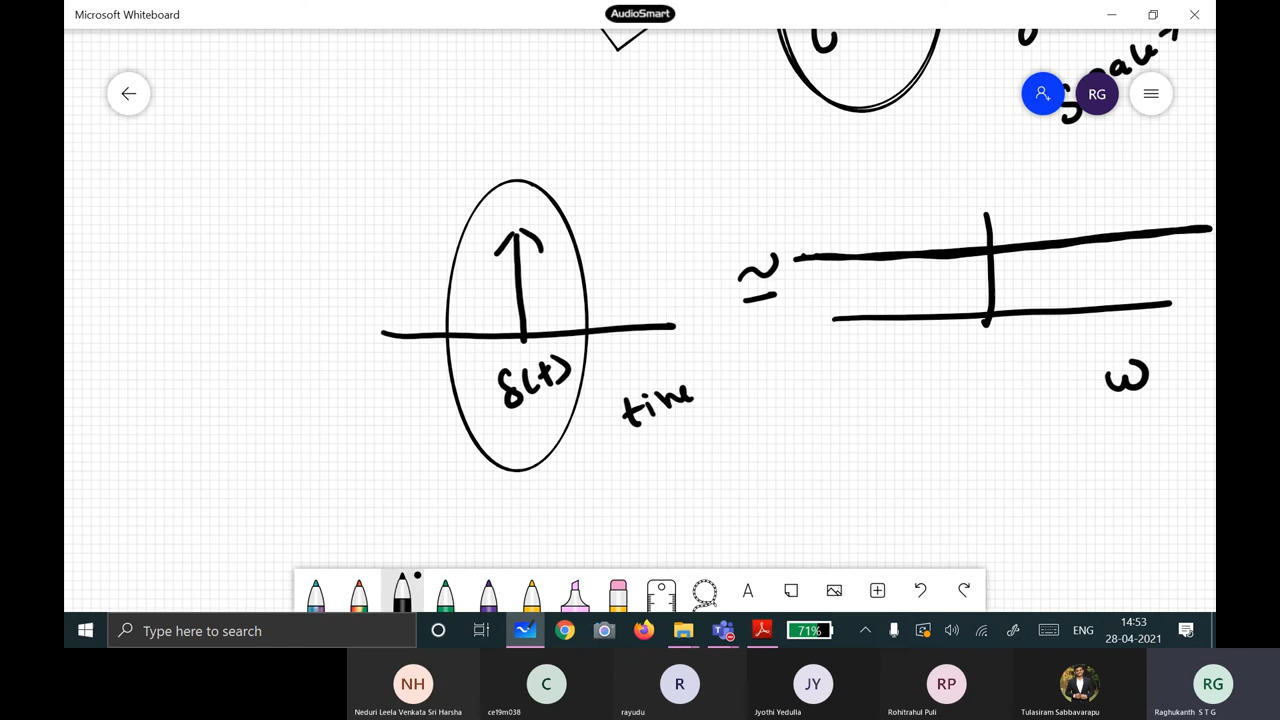 Microsoft Whiteboard
AudioSmart
RG
δ(t)
time
≃
ω
A
Type here to search
71%
ENG
14:53
28-04-2021
NH
C
R
JY
RP
RG
Neduri Leela Venkata Sri Harsha
ce19m038
rayudu
Jyothi Yedulla
Rohitrahul Puli
Tulasiram Sabbavarapu
Raghukanth S T G